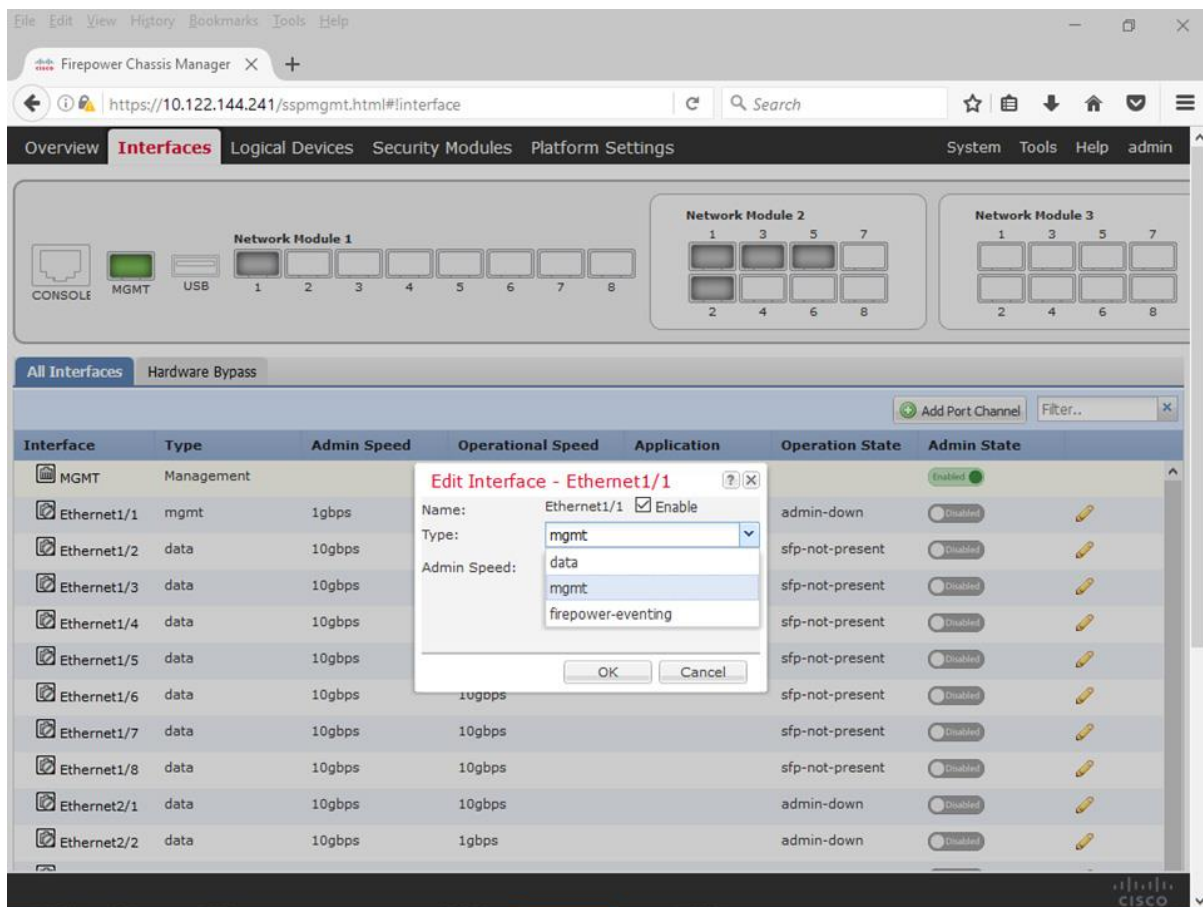 File Edit View History Bookmarks Tools Help
cisco Firepower Chassis Manager
https://10.122.144.241/sspmgmt.html#!interface Search
Overview Interfaces Logical Devices Security Modules Platform Settings System Tools Help admin
Network Module 2 Network Module 3
1 3 5 7 1 3 5 7
Network Module 1
CONSOLE MGMT USB 1 2 3 4 5 6 7 8
2 4 6 8 2 4 6 8
All Interfaces Hardware Bypass
Add Port Channel Filter..
Interface Type Admin Speed Operational Speed Application Operation State Admin State
MGMT Management Enabled
Edit Interface - Ethernet1/1
Name: Ethernet1/1 Enable
Type: mgmt
data
Admin Speed:
mgmt
firepower-eventing
OK Cancel
Ethernet1/1 mgmt 1gbps admin-down Disabled
Ethernet1/2 data 10gbps sfp-not-present Disabled
Ethernet1/3 data 10gbps sfp-not-present Disabled
Ethernet1/4 data 10gbps sfp-not-present Disabled
Ethernet1/5 data 10gbps sfp-not-present Disabled
Ethernet1/6 data 10gbps 10gbps sfp-not-present Disabled
Ethernet1/7 data 10gbps 10gbps sfp-not-present Disabled
Ethernet1/8 data 10gbps 10gbps sfp-not-present Disabled
Ethernet2/1 data 10gbps 10gbps admin-down Disabled
Ethernet2/2 data 10gbps 1gbps admin-down Disabled
CISCO